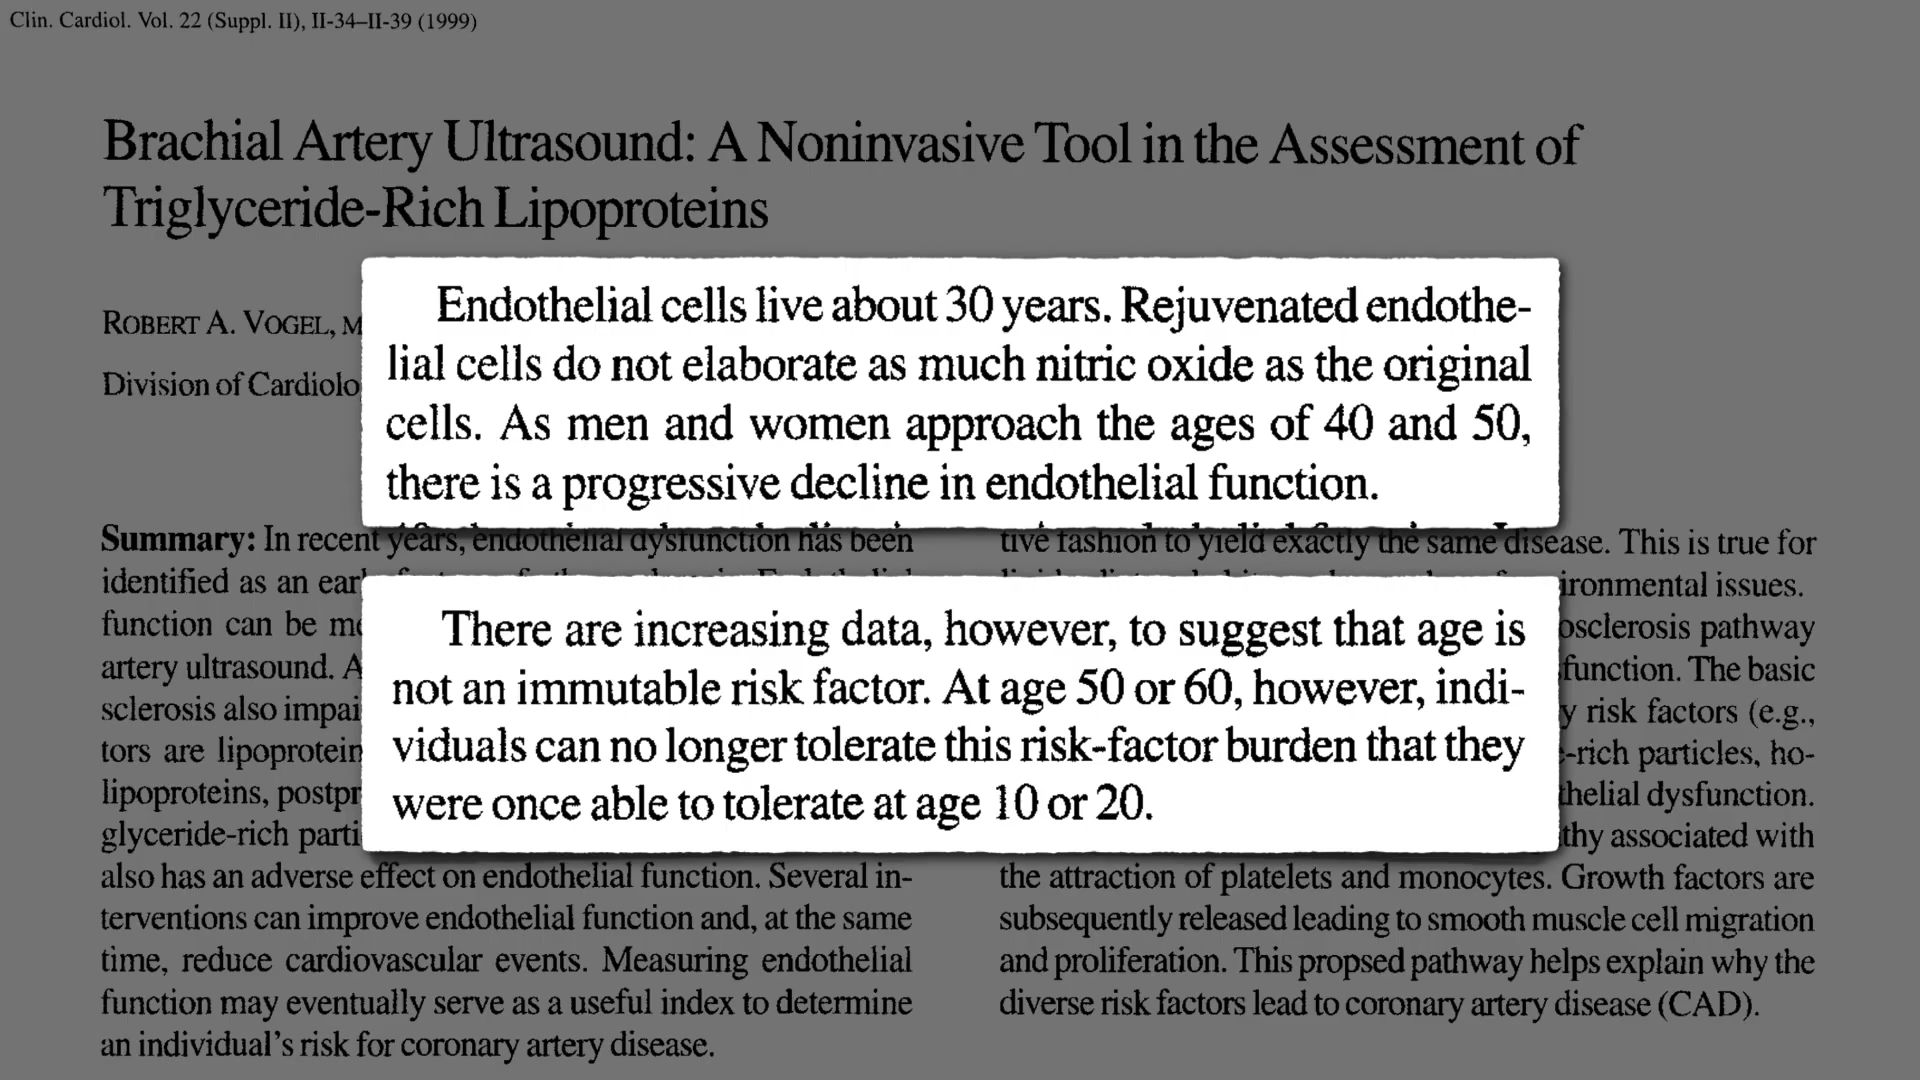 Clin. Cardiol. Vol. 22 (Suppl. II), II-34–II-39 (1999)
Brachial Artery Ultrasound: A Noninvasive Tool in the Assessment of
Triglyceride-Rich Lipoproteins
ROBERT A. VOGEL, M
Division of Cardiolo
Endothelial cells live about 30 years. Rejuvenated endothe-
lial cells do not elaborate as much nitric oxide as the original
cells. As men and women approach the ages of 40 and 50,
there is a progressive decline in endothelial function.
There are increasing data, however, to suggest that age is
not an immutable risk factor. At age 50 or 60, however, indi-
viduals can no longer tolerate this risk-factor burden that they
were once able to tolerate at age 10 or 20.
Summary: In recent years, endothelial dysfunction has been
identified as an earl
function can be me
artery ultrasound. A
sclerosis also impai
tors are lipoprotein
lipoproteins, postpr
glyceride-rich parti
also has an adverse effect on endothelial function. Several in-
terventions can improve endothelial function and, at the same
time, reduce cardiovascular events. Measuring endothelial
function may eventually serve as a useful index to determine
an individual's risk for coronary artery disease.
tive fashion to yield exactly the same disease. This is true for
ironmental issues.
osclerosis pathway
function. The basic
y risk factors (e.g.,
-rich particles, ho-
thelial dysfunction.
thy associated with
the attraction of platelets and monocytes. Growth factors are
subsequently released leading to smooth muscle cell migration
and proliferation. This propsed pathway helps explain why the
diverse risk factors lead to coronary artery disease (CAD).